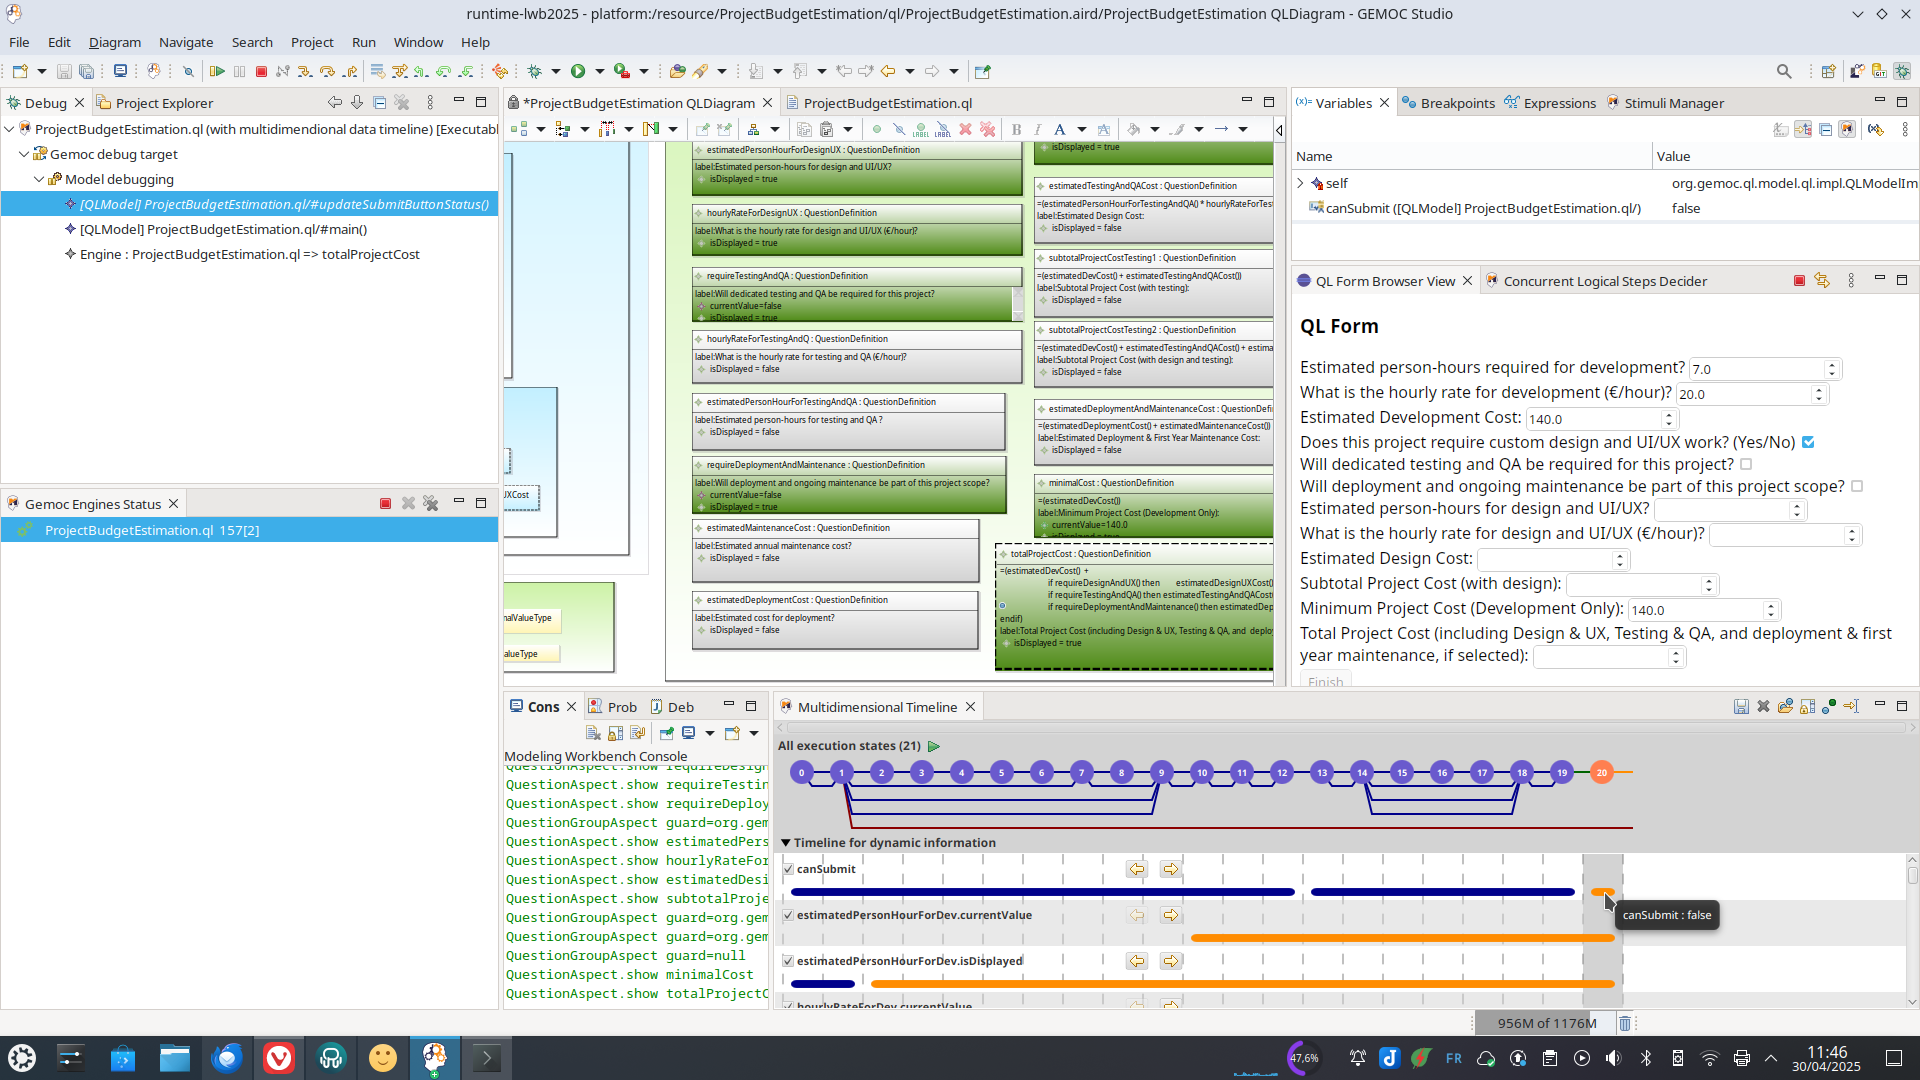 runtime-lwb2025 - platform:/resource/ProjectBudgetEstimation/ql/ProjectBudgetEstimation.aird/ProjectBudgetEstimation QLDiagram - GEMOC Studio
File Edit Diagram Navigate Search Project Run Window Help
Debug Project Explorer
ProjectBudgetEstimation.ql (with multidimendional data timeline) [Executabl
Gemoc debug target
Model debugging
[QLModel] ProjectBudgetEstimation.ql/#updateSubmitButtonStatus()
[QLModel] ProjectBudgetEstimation.ql/#main()
Engine : ProjectBudgetEstimation.ql => totalProjectCost
Gemoc Engines Status
ProjectBudgetEstimation.ql 157[2]
*ProjectBudgetEstimation QLDiagram ProjectBudgetEstimation.ql
UXCost
nalValueType
alueType
estimatedPersonHourForDesignUX : QuestionDefinition
label:Estimated person-hours for design and UI/UX?
isDisplayed = true
hourlyRateForDesignUX : QuestionDefinition
label:What is the hourly rate for design and UI/UX (€/hour)?
isDisplayed = true
requireTestingAndQA : QuestionDefinition
label:Will dedicated testing and QA be required for this project?
currentValue=false
isDisplayed = true
hourlyRateForTestingAndQ : QuestionDefinition
label:What is the hourly rate for testing and QA (€/hour)?
isDisplayed = false
estimatedPersonHourForTestingAndQA : QuestionDefinition
label:Estimated person-hours for testing and QA ?
isDisplayed = false
requireDeploymentAndMaintenance : QuestionDefinition
label:Will deployment and ongoing maintenance be part of this project scope?
currentValue=false
isDisplayed = true
estimatedMaintenanceCost : QuestionDefinition
label:Estimated annual maintenance cost?
isDisplayed = false
estimatedDeploymentCost : QuestionDefinition
label:Estimated cost for deployment?
isDisplayed = false
isDisplayed = true
estimatedTestingAndQACost : QuestionDefinition
=(estimatedPersonHourForTestingAndQA() * hourlyRateForTest
label:Estimated Design Cost:
isDisplayed = false
subtotalProjectCostTesting1 : QuestionDefinition
=(estimatedDevCost() + estimatedTestingAndQACost())
label:Subtotal Project Cost (with testing):
isDisplayed = false
subtotalProjectCostTesting2 : QuestionDefinition
=(estimatedDevCost() + estimatedTestingAndQACost() + estima
label:Subtotal Project Cost (with design and testing):
isDisplayed = false
estimatedDeploymentAndMaintenanceCost : QuestionDefi
=(estimatedDeploymentCost() + estimatedMaintenanceCost())
label:Estimated Deployment & First Year Maintenance Cost:
isDisplayed = false
minimalCost : QuestionDefinition
=(estimatedDevCost())
label:Minimum Project Cost (Development Only):
currentValue=140.0
isDisplayed = true
totalProjectCost : QuestionDefinition
=(estimatedDevCost() +
if requireDesignAndUX() then estimatedDesignUXCost()
if requireTestingAndQA() then estimatedTestingAndQACost(
if requireDeploymentAndMaintenance() then estimatedDep
endif)
label:Total Project Cost (including Design & UX, Testing & QA, and deploy
isDisplayed = true
Variables Breakpoints Expressions Stimuli Manager
Name Value
self org.gemoc.ql.model.ql.impl.QLModelIm
canSubmit ([QLModel] ProjectBudgetEstimation.ql/) false
QL Form Browser View Concurrent Logical Steps Decider
QL Form
Estimated person-hours required for development? 7.0
What is the hourly rate for development (€/hour)? 20.0
Estimated Development Cost: 140.0
Does this project require custom design and UI/UX work? (Yes/No)
Will dedicated testing and QA be required for this project?
Will deployment and ongoing maintenance be part of this project scope?
Estimated person-hours for design and UI/UX?
What is the hourly rate for design and UI/UX (€/hour)?
Estimated Design Cost:
Subtotal Project Cost (with design):
Minimum Project Cost (Development Only): 140.0
Total Project Cost (including Design & UX, Testing & QA, and deployment & first
year maintenance, if selected):
Finish
Cons Prob Deb
Modeling Workbench Console
QuestionAspect.show requireDesign
QuestionAspect.show requireTestin
QuestionAspect.show requireDeploy
QuestionGroupAspect guard=org.gem
QuestionAspect.show estimatedPers
QuestionAspect.show hourlyRateFor
QuestionAspect.show estimatedDesi
QuestionAspect.show subtotalProje
QuestionGroupAspect guard=org.gem
QuestionGroupAspect guard=org.gem
QuestionGroupAspect guard=null
QuestionAspect.show minimalCost
QuestionAspect.show totalProjectC
Multidimensional Timeline
All execution states (21)
0 1 2 3 4 5 6 7 8 9 10 11 12 13 14 15 16 17 18 19 20
Timeline for dynamic information
canSubmit
estimatedPersonHourForDev.currentValue
canSubmit : false
estimatedPersonHourForDev.isDisplayed
hourlyRateForDev.currentValue
956M of 1176M
47,6%
FR
11:46
30/04/2025